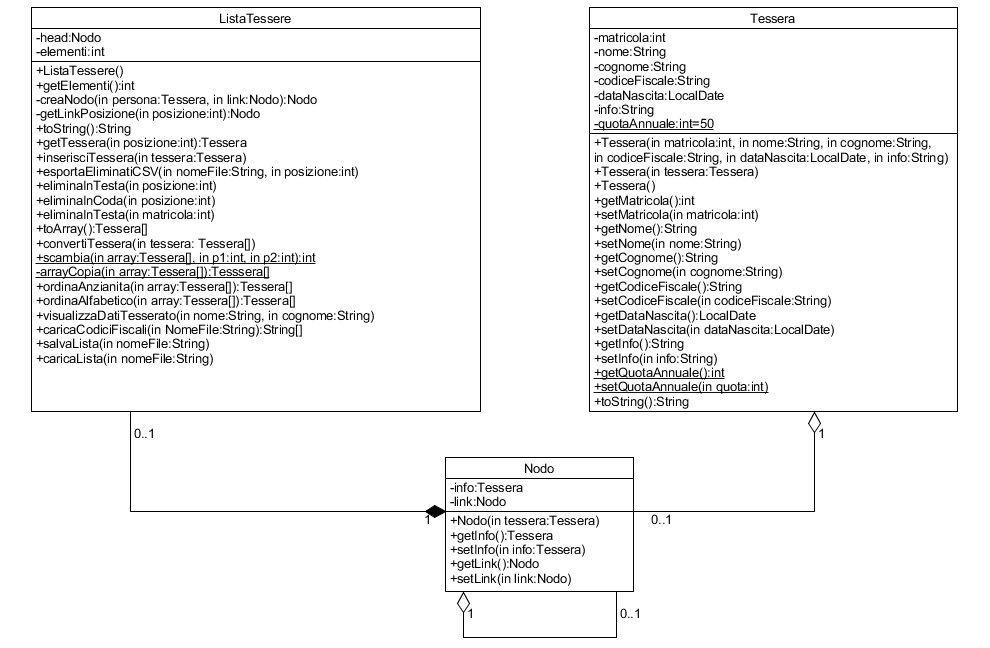 ListaTessere
-head:Nodo
-elementi:int
+ListaTessere()
+getElementi():int
-creaNodo(in persona:Tessera, in link:Nodo):Nodo
-getLinkPosizione(in posizione:int):Nodo
+toString():String
+getTessera(in posizione:int):Tessera
+inserisciTessera(in tessera:Tessera)
+esportaEliminatiCSV(in nomeFile:String, in posizione:int)
+eliminaInTesta(in posizione:int)
+eliminaInCoda(in posizione:int)
+eliminaInTesta(in matricola:int)
+toArray():Tessera[]
+convertiTessera(in tessera: Tessera[])
+scambia(in array:Tessera[], in p1:int, in p2:int):int
-arrayCopia(in array:Tessera[]):Tesssera[]
+ordinaAnzianita(in array:Tessera[]):Tessera[]
+ordinaAlfabetico(in array:Tessera[]):Tessera[]
+visualizzaDatiTesserato(in nome:String, in cognome:String)
+caricaCodiciFiscali(in NomeFile:String):String[]
+salvaLista(in nomeFile:String)
+caricaLista(in nomeFile:String)
Tessera
-matricola:int
-nome:String
-cognome:String
-codiceFiscale:String
-dataNascita:LocalDate
-info:String
-quotaAnnuale:int=50
+Tessera(in matricola:int, in nome:String, in cognome:String,
in codiceFiscale:String, in dataNascita:LocalDate, in info:String)
+Tessera(in tessera:Tessera)
+Tessera()
+getMatricola():int
+setMatricola(in matricola:int)
+getNome():String
+setNome(in nome:String)
+getCognome():String
+setCognome(in cognome:String)
+getCodiceFiscale():String
+setCodiceFiscale(in codiceFiscale:String)
+getDataNascita():LocalDate
+setDataNascita(in dataNascita:LocalDate)
+getInfo():String
+setInfo(in info:String)
+getQuotaAnnuale():int
+setQuotaAnnuale(in quota:int)
+toString():String
0..1
1
Nodo
-info:Tessera
-link:Nodo
+Nodo(in tessera:Tessera)
+getInfo():Tessera
+setInfo(in info:Tessera)
+getLink():Nodo
+setLink(in link:Nodo)
1
0..1
1
0..1